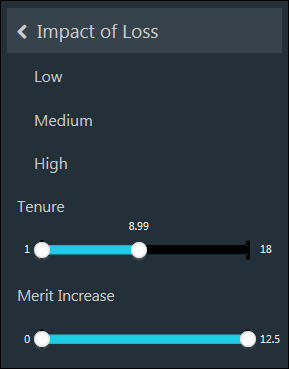 Impact of Loss
Low
Medium
High
Tenure
8.99
1 18
Merit Increase
0 12.5